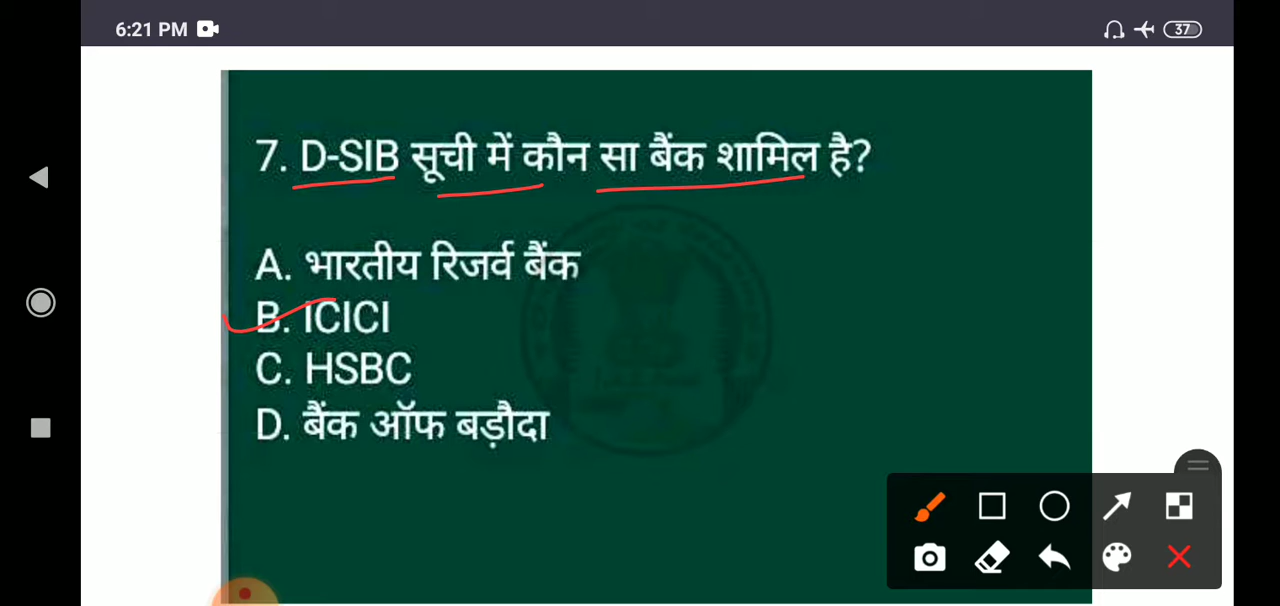 6:21 PM
37
7. D-SIB सूची में कौन सा बैंक शामिल है?
A. भारतीय रिजर्व बैंक
B. ICICI
C. HSBC
D. बैंक ऑफ बड़ौदा